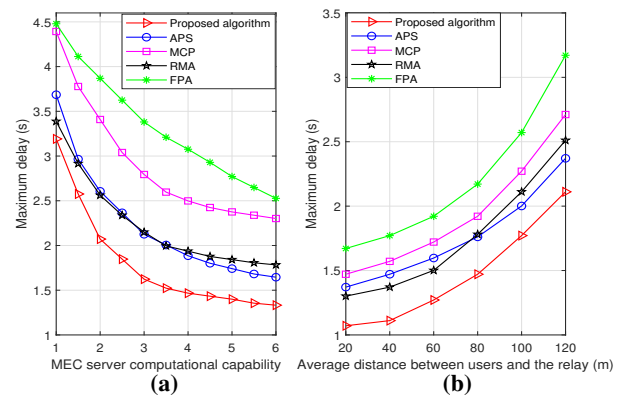 4.5
4
3.5
3
2.5
2
1.5
1
Maximum delay (s)
Proposed algorithm
APS
MCP
RMA
FPA
1 2 3 4 5 6
MEC server computational capability
(a)
3.5
3
2.5
2
1.5
1
Maximum delay (s)
Proposed algorithm
APS
MCP
RMA
FPA
20 40 60 80 100 120
Average distance between users and the relay (m)
(b)